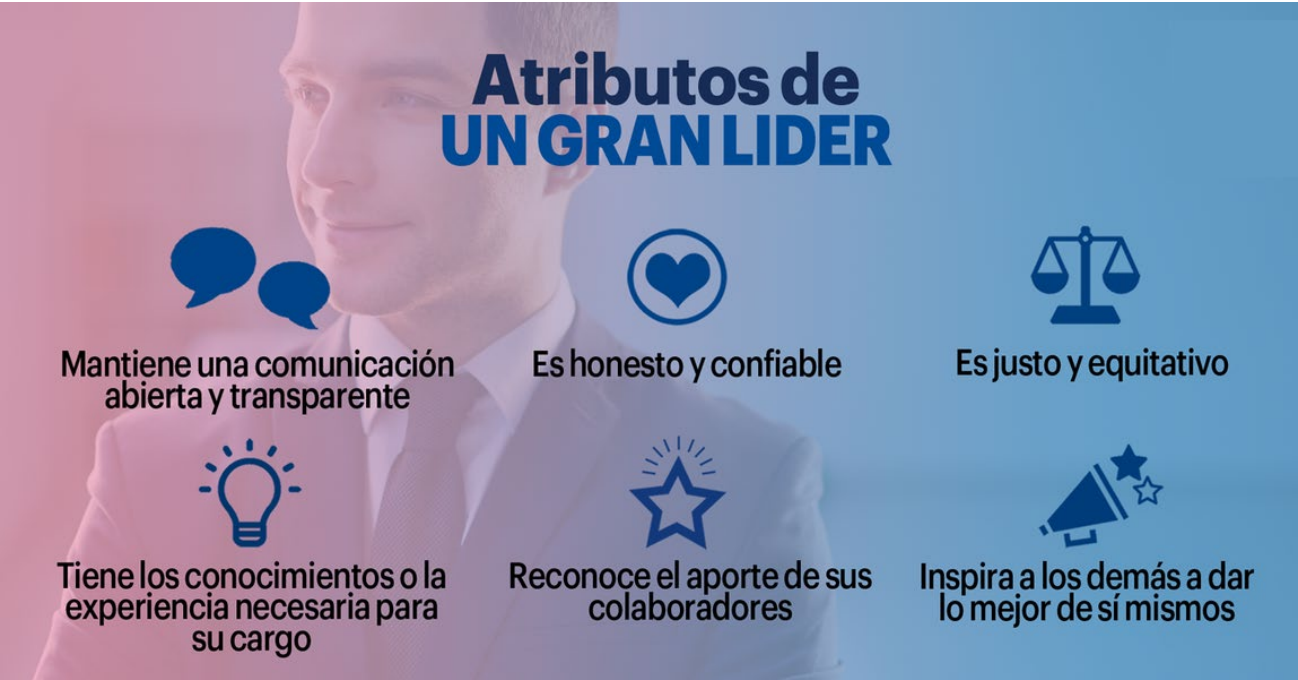 Atributos de
UN GRAN LIDER
Mantiene una comunicación
abierta y transparente
Es honesto y confiable
Es justo y equitativo
Tiene los conocimientos o la
experiencia necesaria para
su cargo
Reconoce el aporte de sus
colaboradores
Inspira a los demás a dar
lo mejor de sí mismos